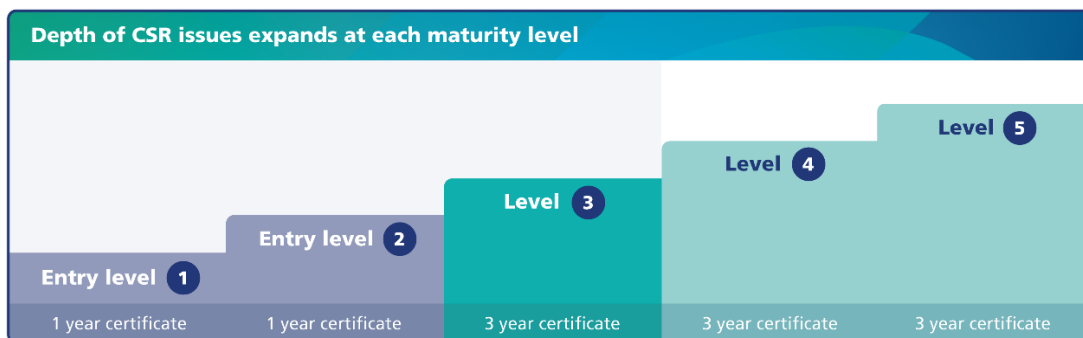 Depth of CSR issues expands at each maturity level
Entry level 1
Entry level 2
Level 3
Level 4
Level 5
1 year certificate
1 year certificate
3 year certificate
3 year certificate
3 year certificate